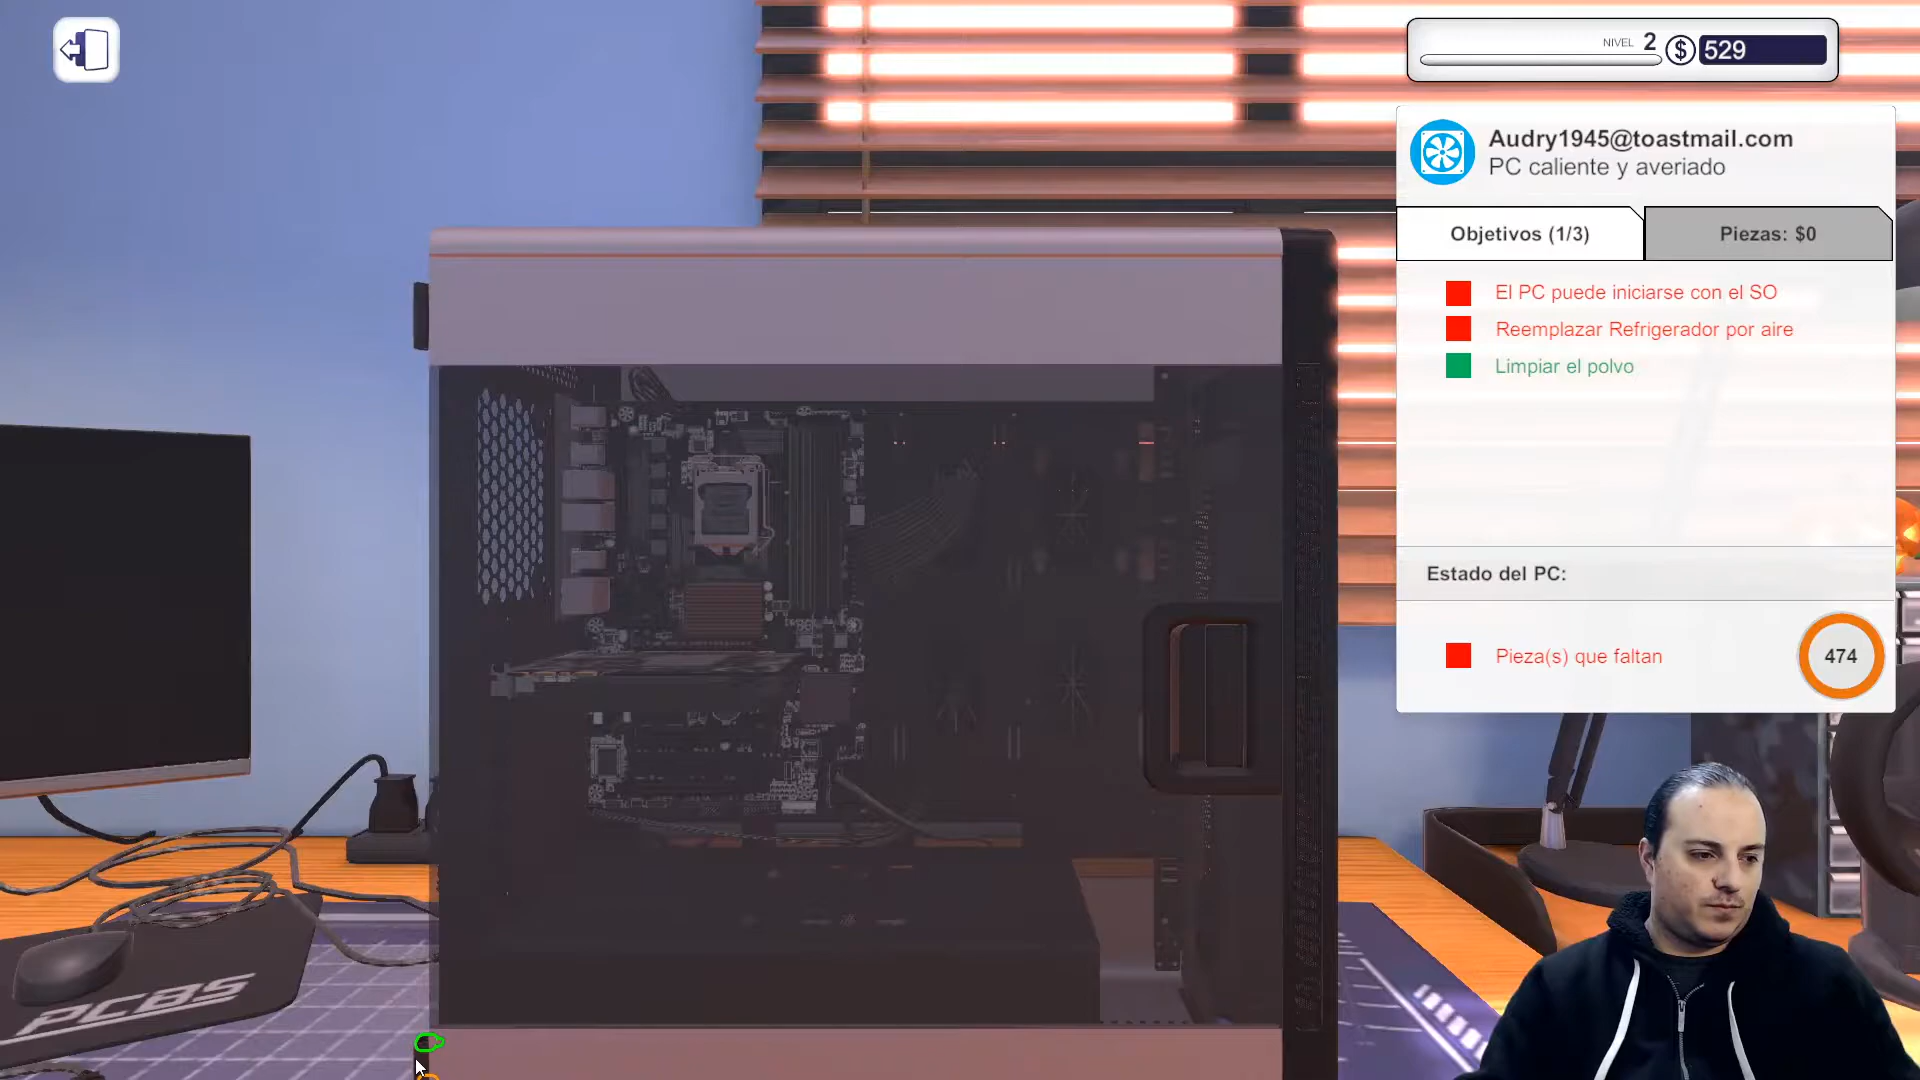 NIVEL 2 $ 529
Audry1945@toastmail.com
PC caliente y averiado
Objetivos (1/3)
Piezas: $0
El PC puede iniciarse con el SO
Reemplazar Refrigerador por aire
Limpiar el polvo
Estado del PC:
Pieza(s) que faltan
474
PCBS